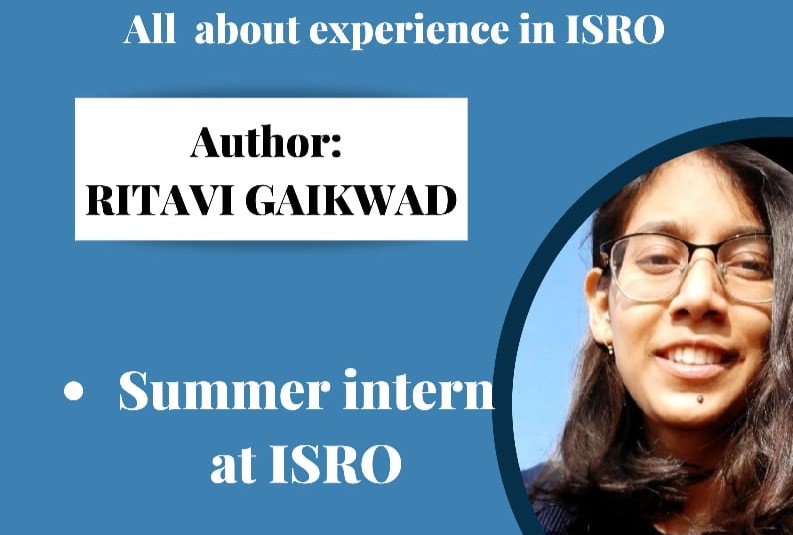 All about experience in ISRO
Author:
RITAVI GAIKWAD
• Summer intern
at ISRO